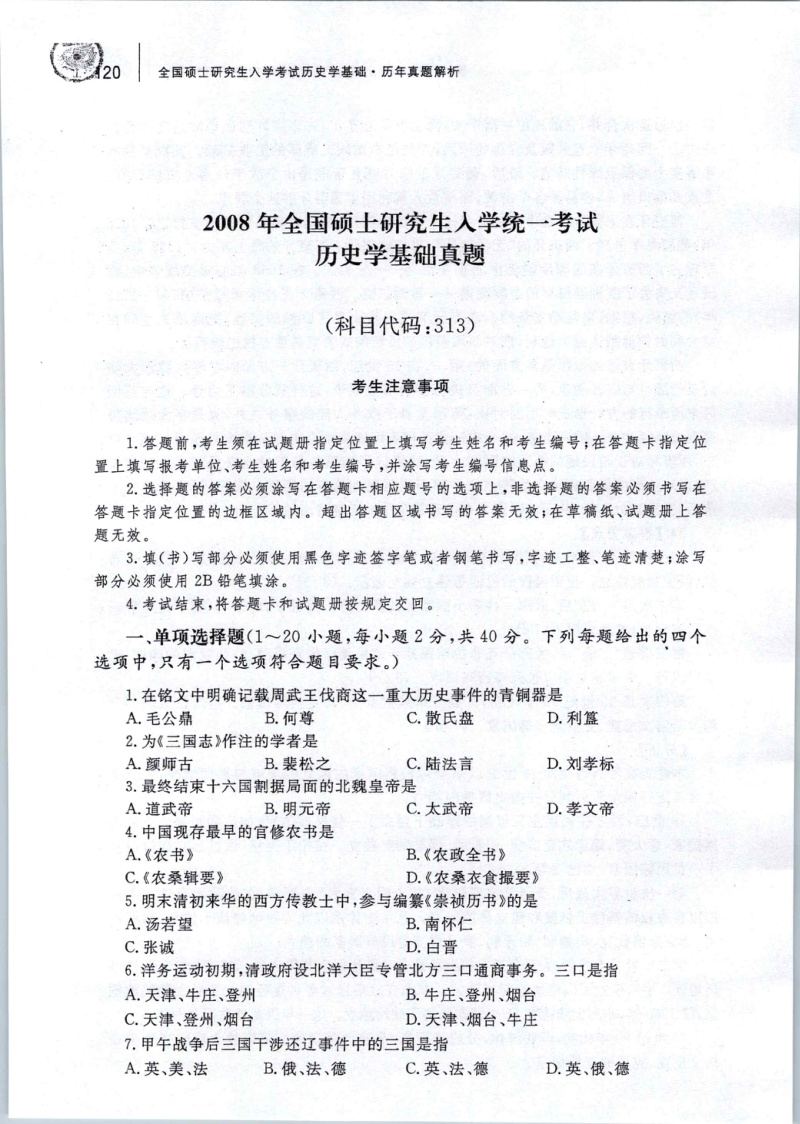 120 全国硕士研究生入学考试历史学基础·历年真题解析
2008年全国硕士研究生入学统一考试
历史学基础真题
(科目代码:313)
考生注意事项
1.答题前,考生须在试题册指定位置上填写考生姓名和考生编号;在答题卡指定位
置上填写报考单位、考生姓名和考生编号,并涂写考生编号信息点。
2.选择题的答案必须涂写在答题卡相应题号的选项上,非选择题的答案必须书写在
答题卡指定位置的边框区域内。超出答题区域书写的答案无效;在草稿纸、试题册上答
题无效。
3.填(书)写部分必须使用黑色字迹签字笔或者钢笔书写,字迹工整、笔迹清楚;涂写
部分必须使用2B铅笔填涂。
4.考试结束,将答题卡和试题册按规定交回。
一、单项选择题(1～20小题,每小题2分,共40分。下列每题给出的四个
选项中,只有一个选项符合题目要求。)
1.在铭文中明确记载周武王伐商这一重大历史事件的青铜器是
A.毛公鼎 B.何尊 C.散氏盘 D.利簋
2.为《三国志》作注的学者是
A.颜师古 B.裴松之 C.陆法言 D.刘孝标
3.最终结束十六国割据局面的北魏皇帝是
A.道武帝 B.明元帝 C.太武帝 D.孝文帝
4.中国现存最早的官修农书是
A.《农书》 B.《农政全书》
C.《农桑辑要》 D.《农桑衣食撮要》
5.明末清初来华的西方传教士中,参与编纂《崇祯历书》的是
A.汤若望 B.南怀仁
C.张诚 D.白晋
6.洋务运动初期,清政府设北洋大臣专管北方三口通商事务。三口是指
A.天津、牛庄、登州 B.牛庄、登州、烟台
C.天津、登州、烟台 D.天津、烟台、牛庄
7.甲午战争后三国干涉还辽事件中的三国是指
A.英、美、法 B.俄、法、德 C.英、法、德 D.英、俄、德